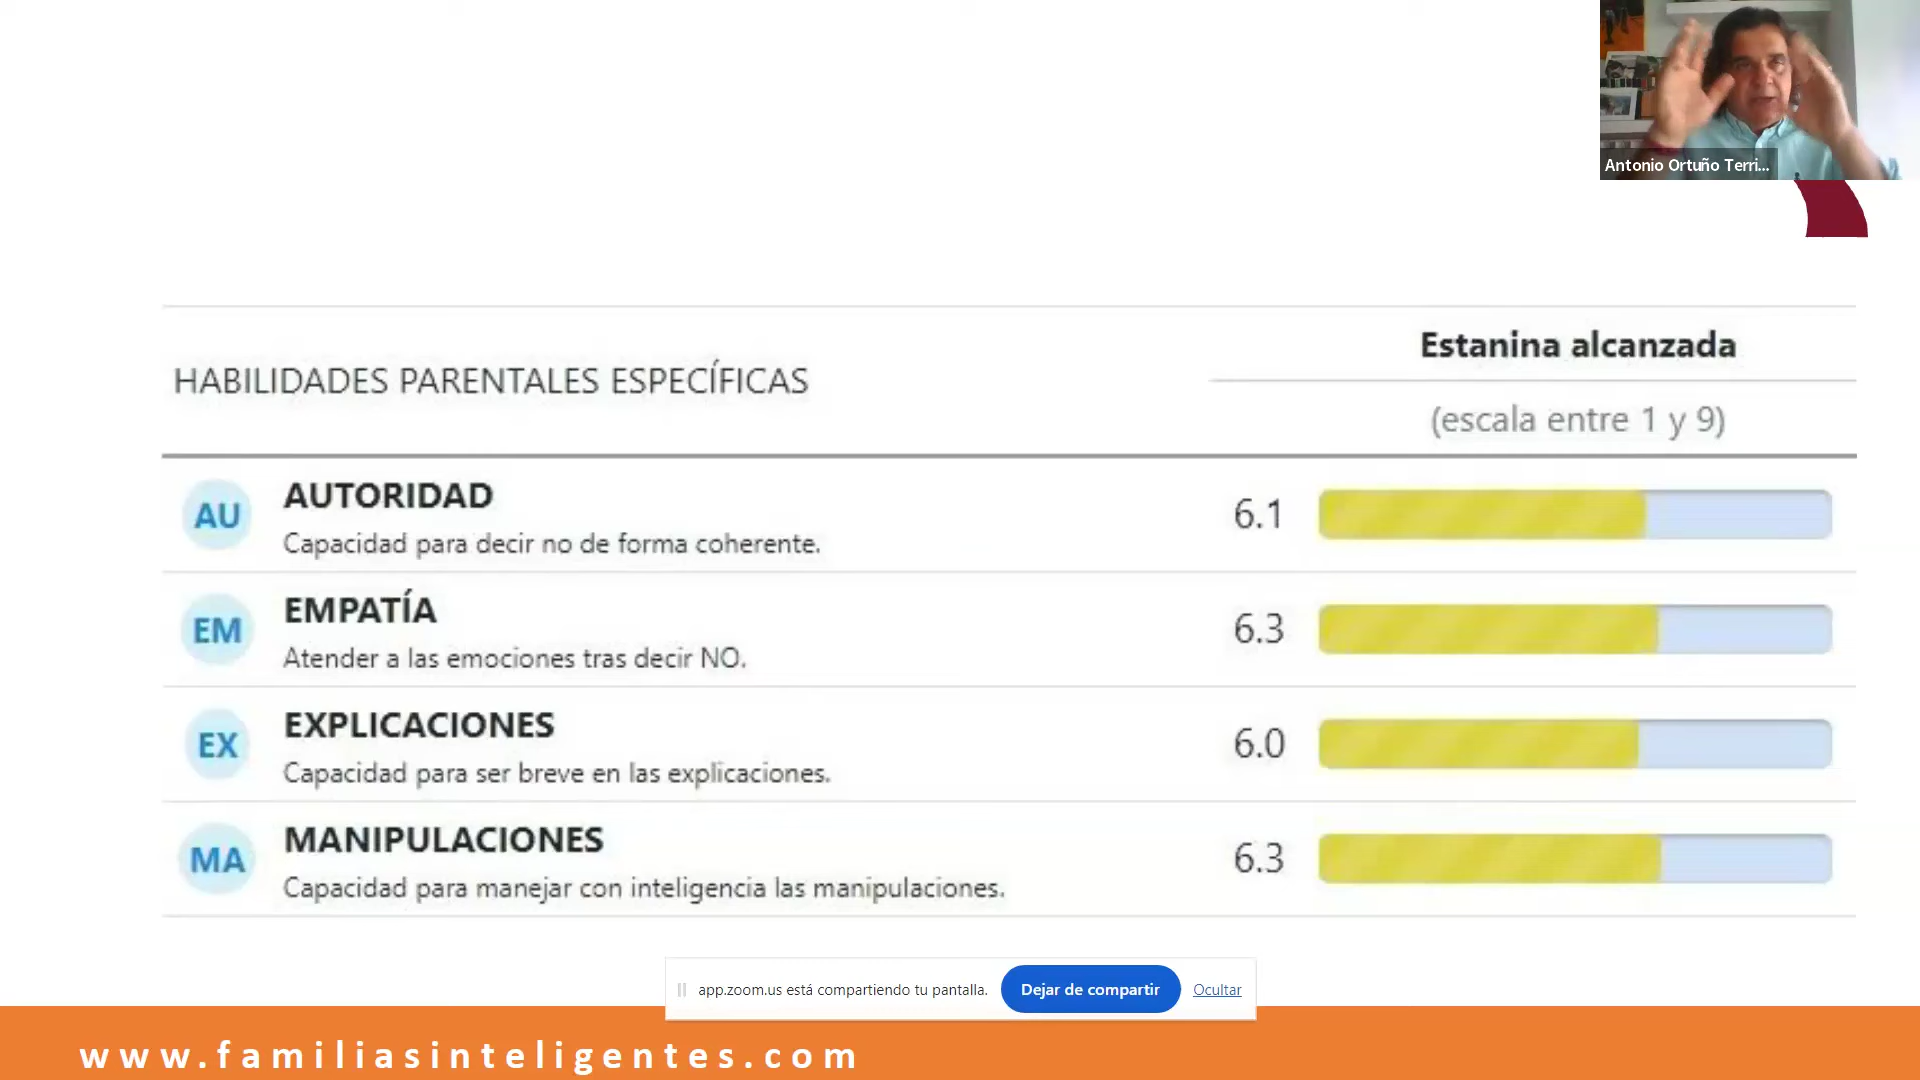 Antonio Ortuño Terri...
HABILIDADES PARENTALES ESPECÍFICAS
Estanina alcanzada
(escala entre 1 y 9)
AU
AUTORIDAD
Capacidad para decir no de forma coherente.
6.1
EM
EMPATÍA
Atender a las emociones tras decir NO.
6.3
EX
EXPLICACIONES
Capacidad para ser breve en las explicaciones.
6.0
MA
MANIPULACIONES
Capacidad para manejar con inteligencia las manipulaciones.
6.3
app.zoom.us está compartiendo tu pantalla.
Dejar de compartir
Ocultar
www.familiasinteligentes.com